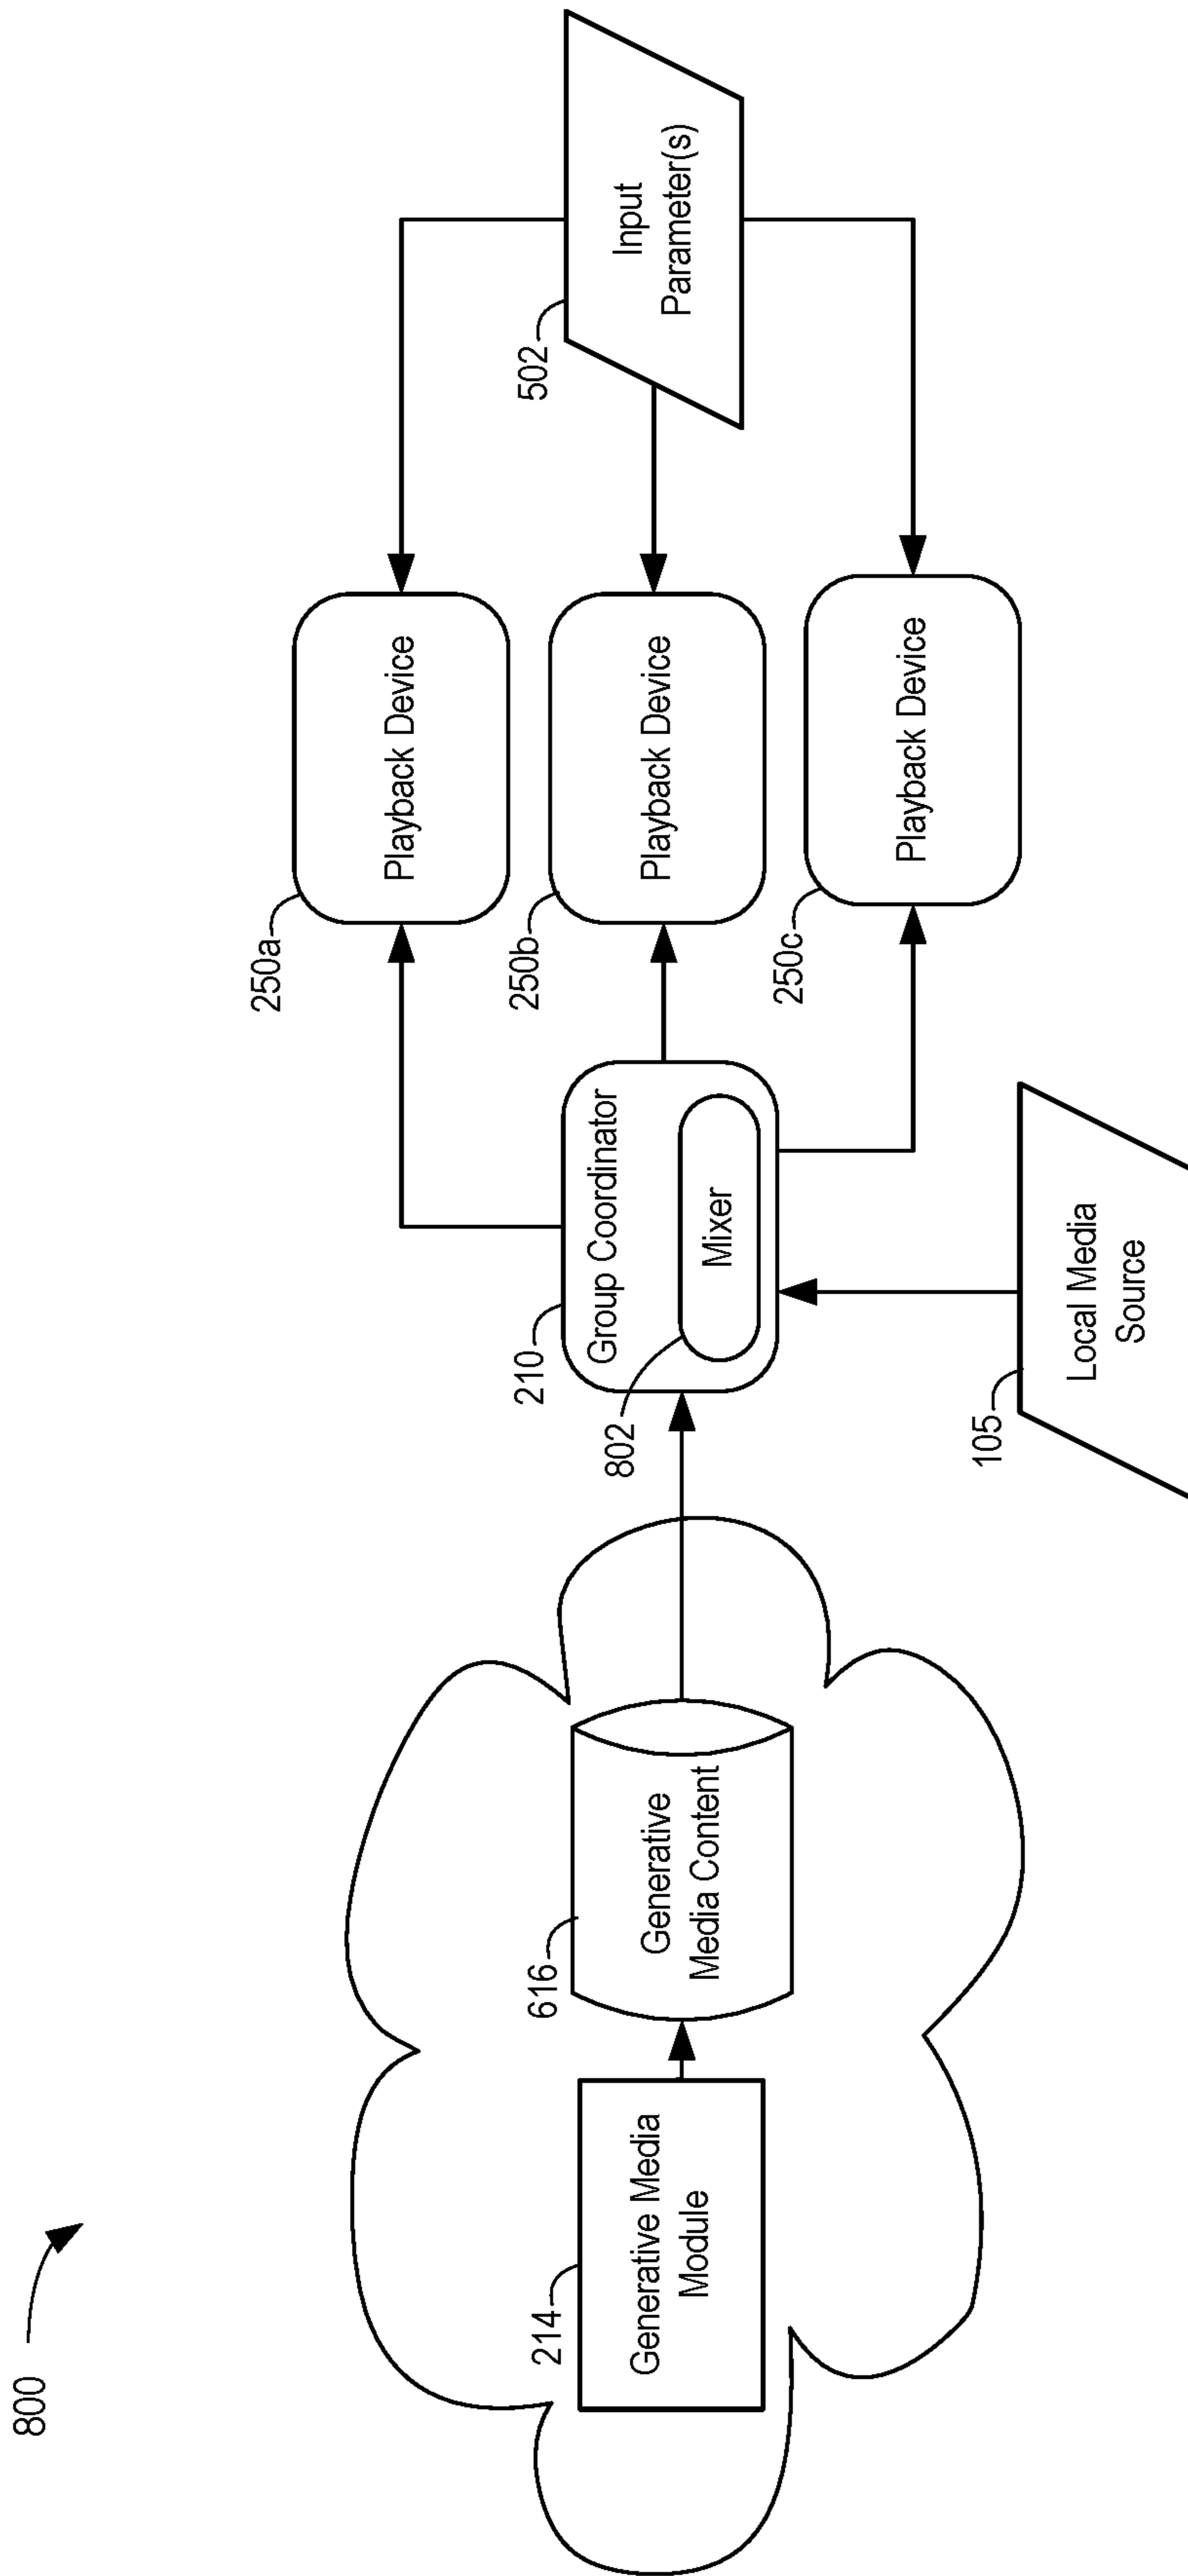 800
214
Generative Media
Module
616
Generative
Media Content
210
Group Coordinator
802
Mixer
105
Local Media
Source
250a
Playback Device
250b
Playback Device
250c
Playback Device
502
Input
Parameter(s)